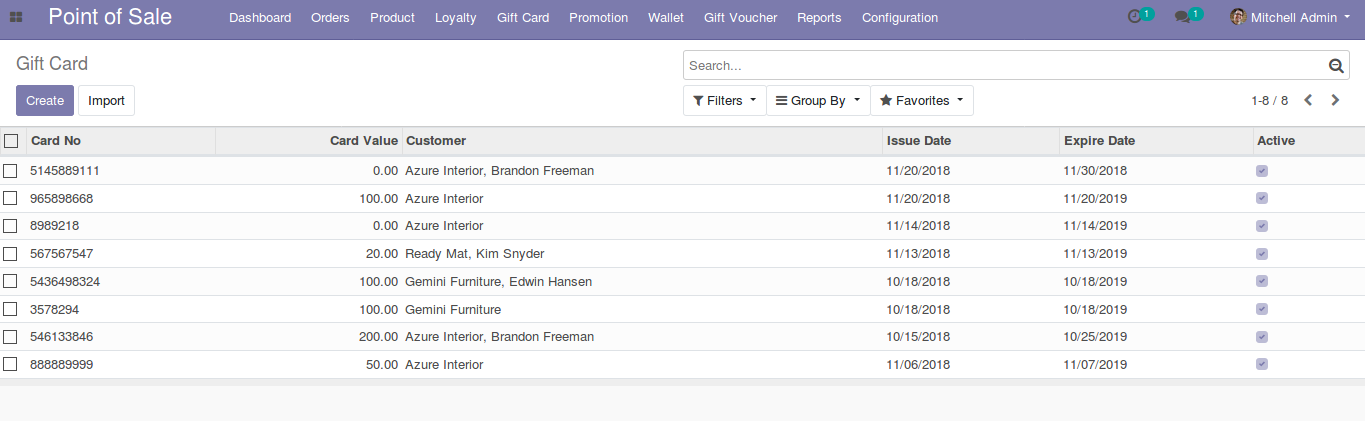 Point of Sale Dashboard Orders Product Loyalty Gift Card Promotion Wallet Gift Voucher Reports Configuration 1 1 Mitchell Admin
Gift Card Search...
Create Import Filters Group By Favorites 1-8 / 8
Card No Card Value Customer Issue Date Expire Date Active
5145889111 0.00 Azure Interior, Brandon Freeman 11/20/2018 11/30/2018
965898668 100.00 Azure Interior 11/20/2018 11/20/2019
8989218 0.00 Azure Interior 11/14/2018 11/14/2019
567567547 20.00 Ready Mat, Kim Snyder 11/13/2018 11/13/2019
5436498324 100.00 Gemini Furniture, Edwin Hansen 10/18/2018 10/18/2019
3578294 100.00 Gemini Furniture 10/18/2018 10/18/2019
546133846 200.00 Azure Interior, Brandon Freeman 10/15/2018 10/25/2019
888889999 50.00 Azure Interior 11/06/2018 11/07/2019